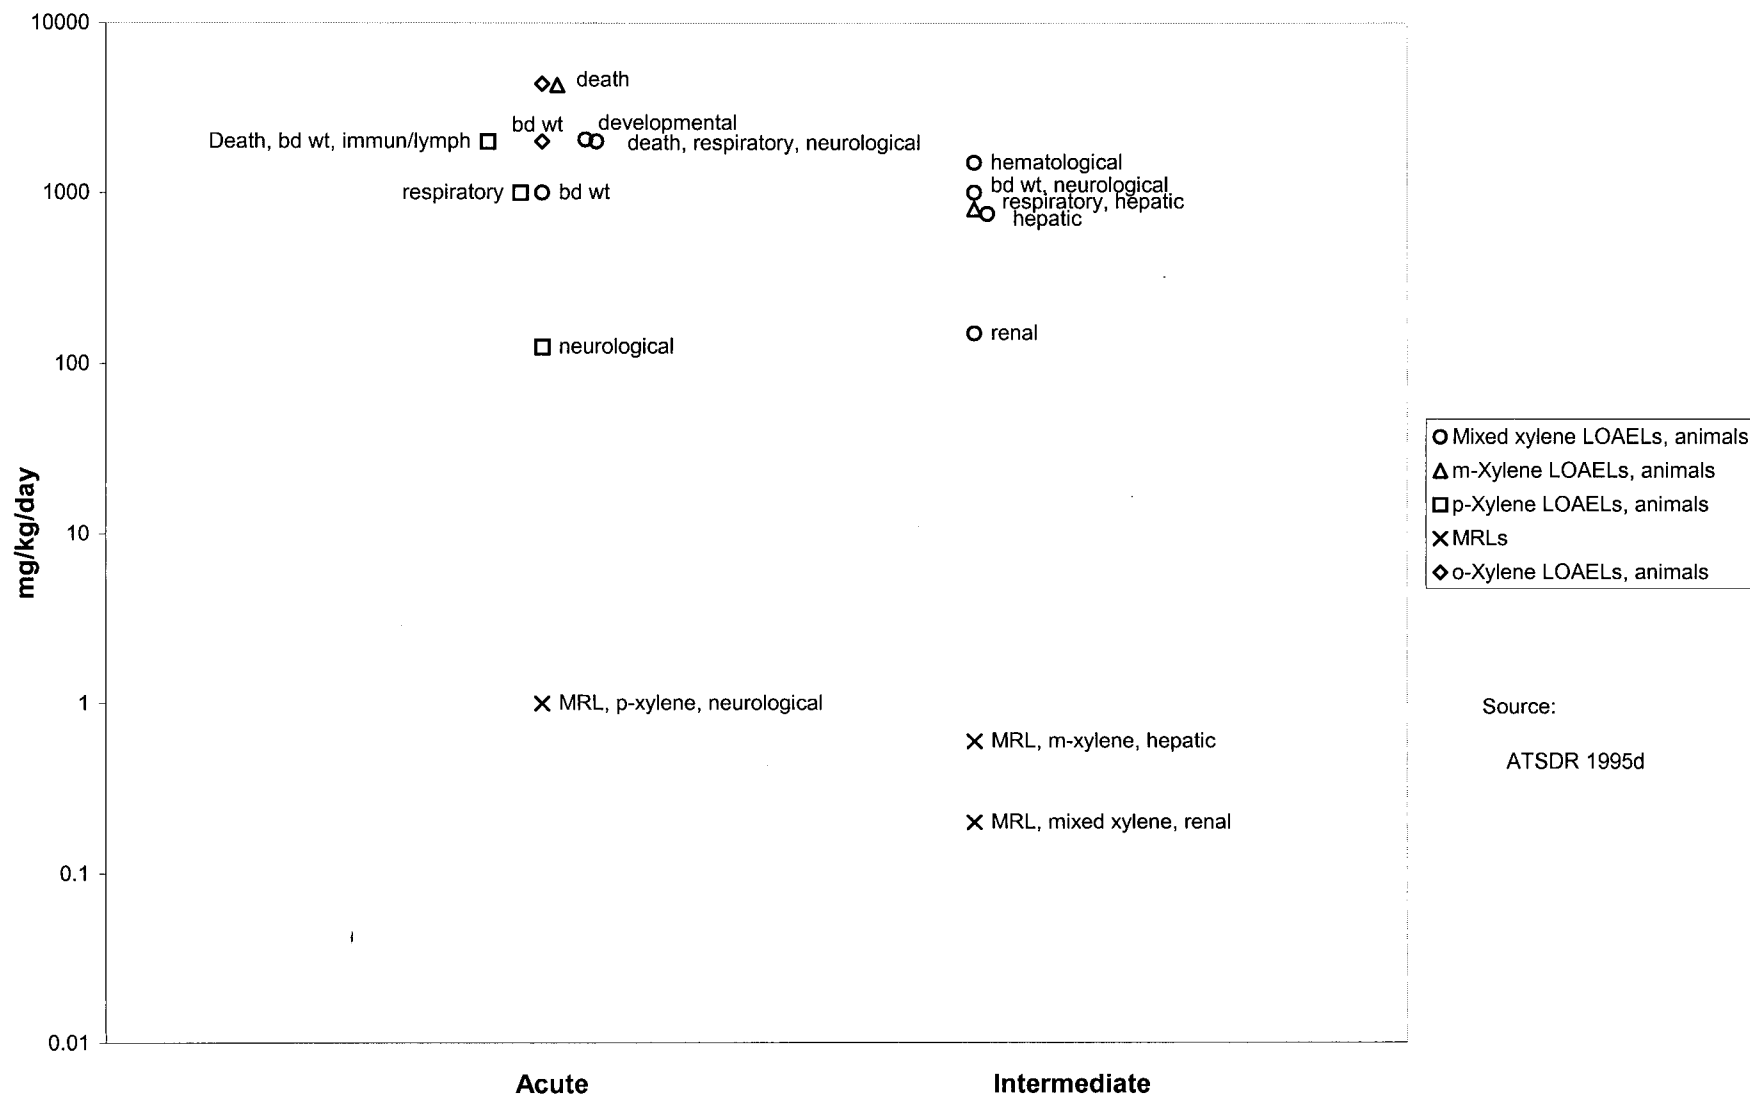 10000
death
bd wt
developmental
Death, bd wt, immun/lymph
death, respiratory, neurological
hematological
1000
respiratory
bd wt
bd wt, neurological
respiratory, hepatic
hepatic
renal
neurological
100
Mixed xylene LOAELs, animals
m-Xylene LOAELs, animals
p-Xylene LOAELs, animals
MRLs
o-Xylene LOAELs, animals
mg/kg/day
10
1
MRL, p-xylene, neurological
Source:
MRL, m-xylene, hepatic
ATSDR 1995d
MRL, mixed xylene, renal
0.1
0.01
Acute
Intermediate